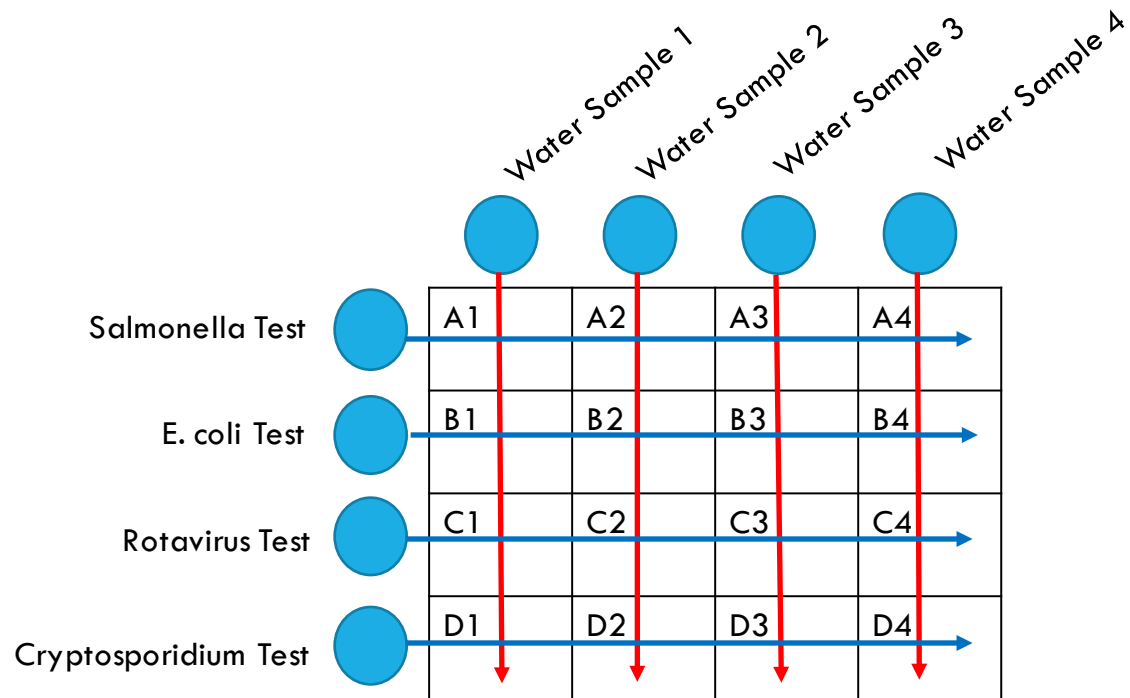 Water Sample 1
Water Sample 2
Water Sample 3
Water Sample 4
Salmonella Test
A1
A2
A3
A4
E. coli Test
B1
B2
B3
B4
Rotavirus Test
C1
C2
C3
C4
Cryptosporidium Test
D1
D2
D3
D4